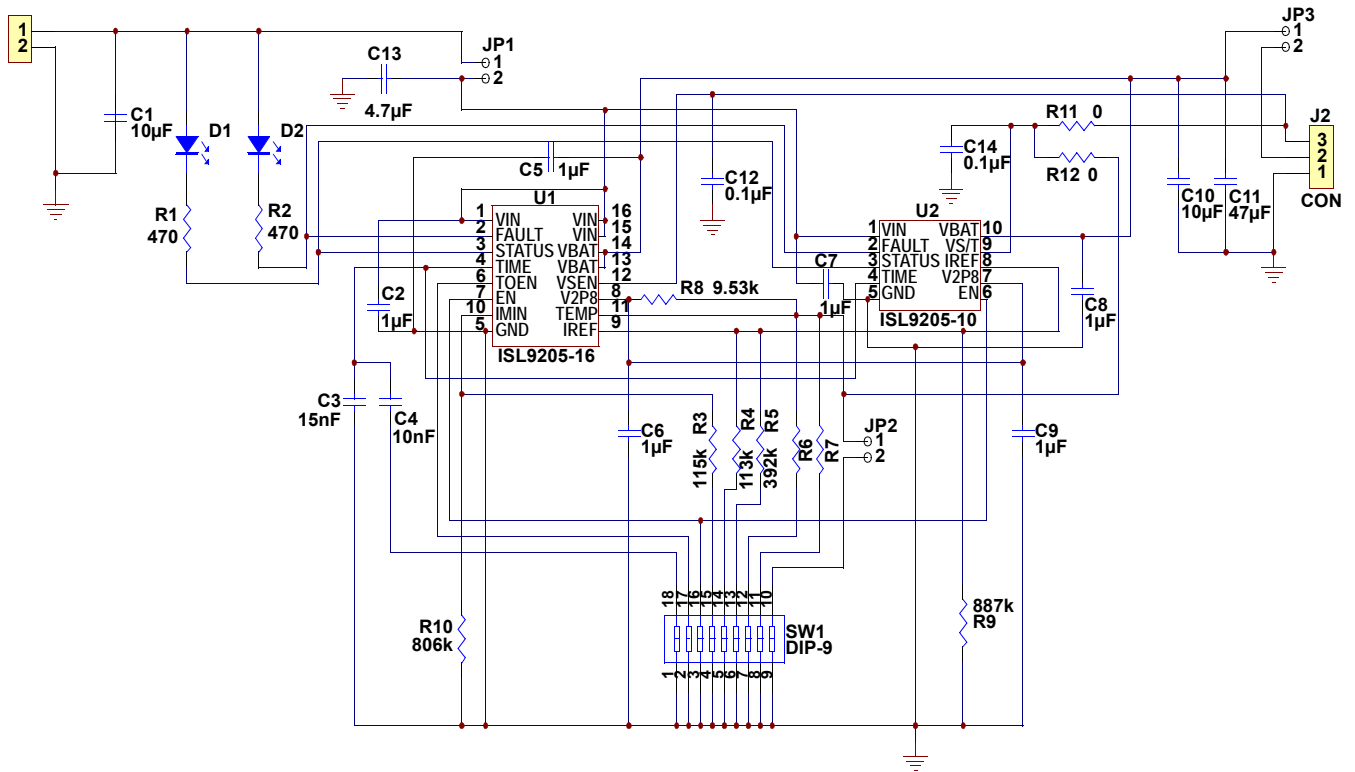 1
2
C1
10µF
D1
D2
R1
470
R2
470
C13
4.7µF
JP1
1
2
C5
1µF
C12
0.1µF
C2
1µF
U1
1 VIN
2 FAULT
3 STATUS
4 TIME
6 TOEN
7 EN
10 IMIN
5 GND
VIN 16
VIN 15
VBAT 14
VBAT 13
VSEN 12
V2P8 8
TEMP 11
IREF 9
ISL9205-16
R8 9.53k
C7
1µF
U2
1 VIN
2 FAULT
3 STATUS
4 TIME
5 GND
VBAT 10
VS/T 9
IREF 8
V2P8 7
EN 6
ISL9205-10
C14
0.1µF
R11 0
R12 0
JP3
1
2
J2
3
2
1
CON
C10
10µF
C11
47µF
C8
1µF
C3
15nF
C4
10nF
C6
1µF
R3
115k
R4
113k
R5
392k
R6
R7
JP2
1
2
C9
1µF
R10
806k
18 17 16 15 14 13 12 11 10
SW1
DIP-9
1 2 3 4 5 6 7 8 9
887k
R9